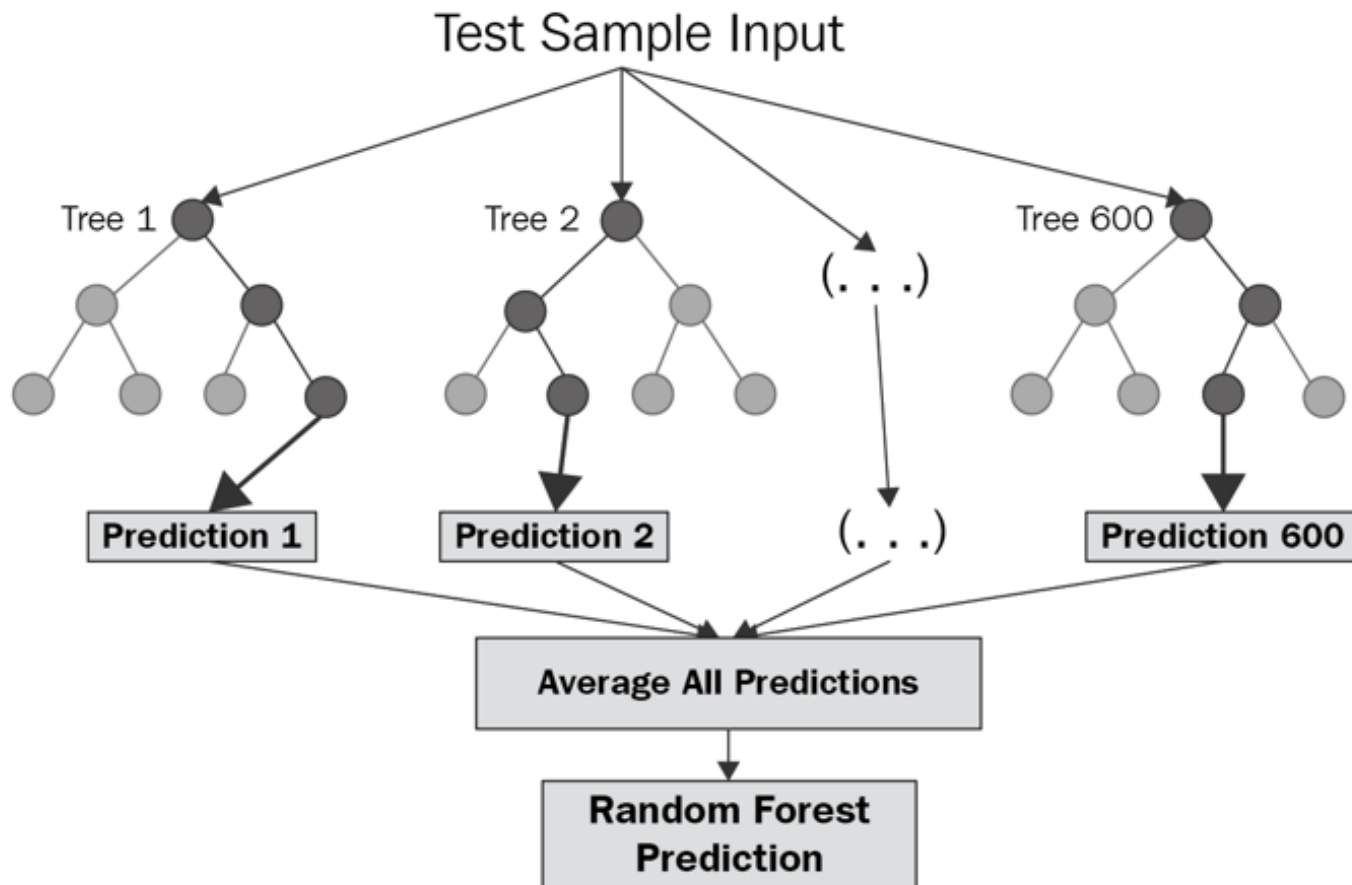 Test Sample Input
Tree 1
Tree 2
Tree 600
(. . .)
Prediction 1
Prediction 2
(. . .)
Prediction 600
Average All Predictions
Random Forest
Prediction